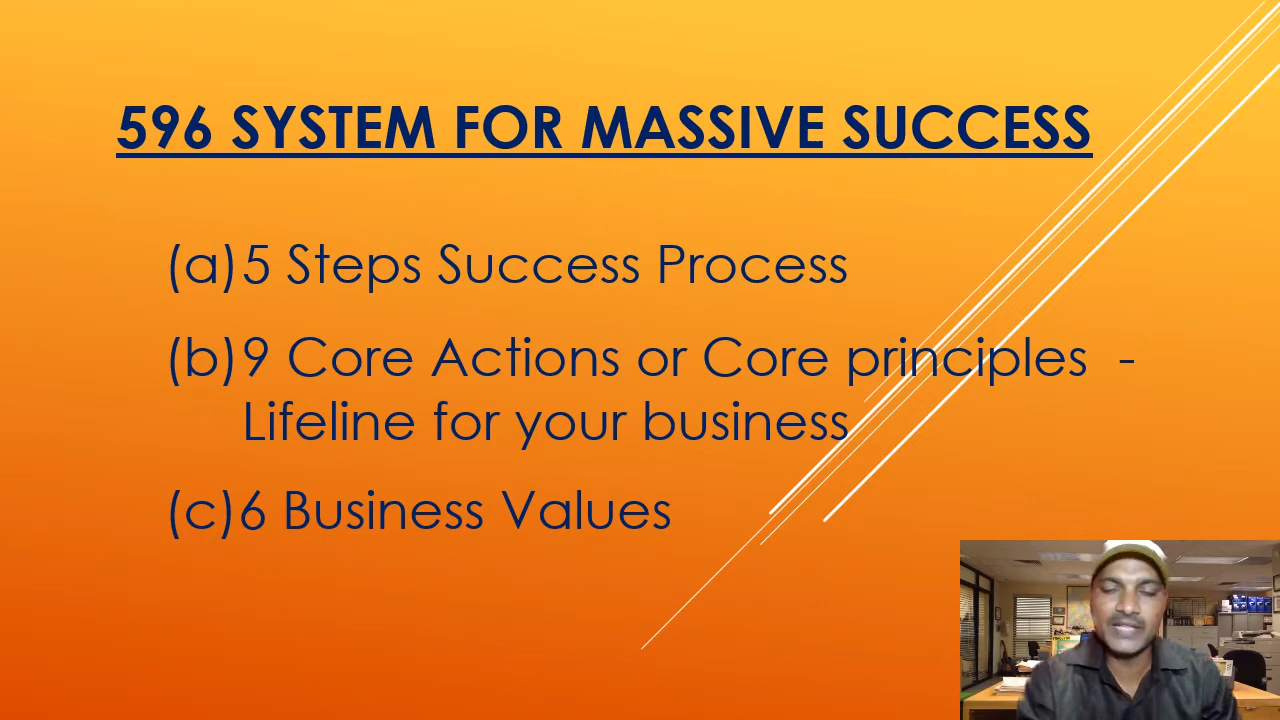 596 SYSTEM FOR MASSIVE SUCCESS
(a)5 Steps Success Process
(b)9 Core Actions or Core principles -
Lifeline for your business
(c)6 Business Values